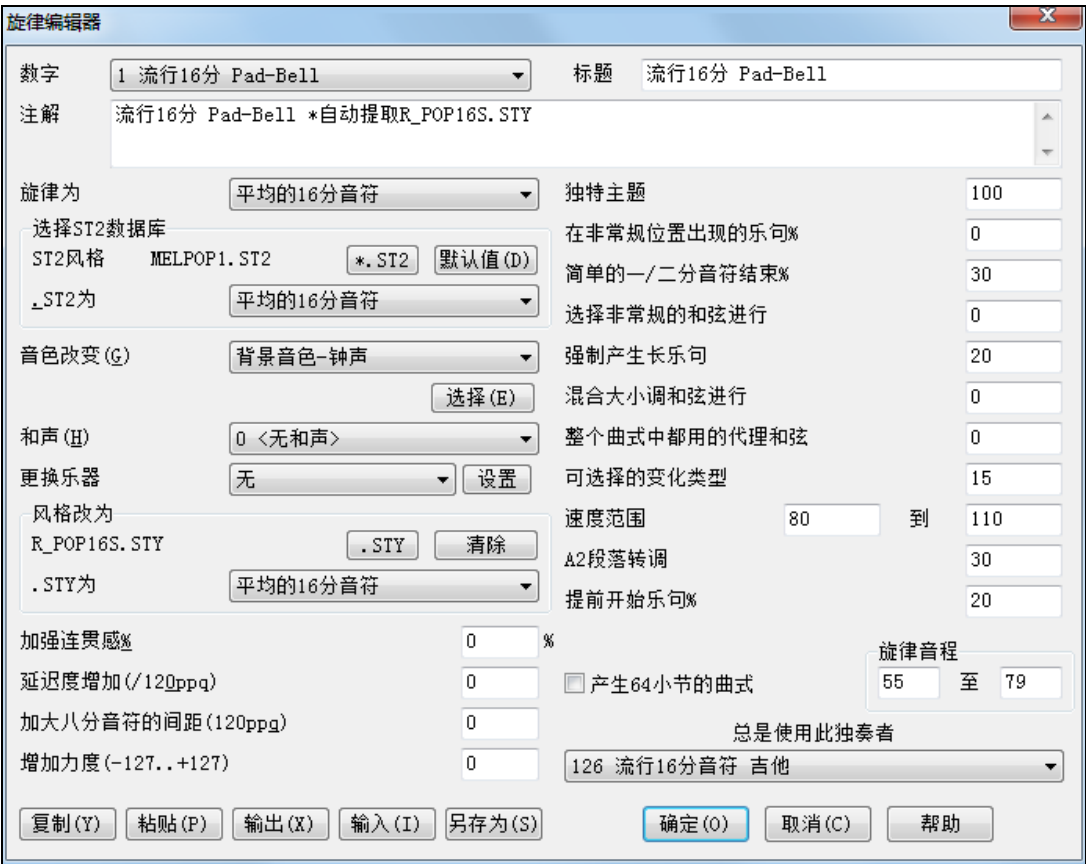 旋律编辑器
数字 1 流行16分 Pad-Bell 标题 流行16分 Pad-Bell
注解 流行16分 Pad-Bell *自动提取R_POP16S.STY
旋律为 平均的16分音符 独特主题 100
选择ST2数据库 在非常规位置出现的乐句% 0
ST2风格 MELPOP1.ST2 *.ST2 默认值(D)
简单的一/二分音符结束% 30
.ST2为 平均的16分音符 选择非常规的和弦进行 0
音色改变(G) 背景音色-钟声 强制产生长乐句 20
选择(E) 混合大小调和弦进行 0
和声(H) 0 <无和声> 整个曲式中都用的代理和弦 0
更换乐器 无 设置 可选择的变化类型 15
风格改为 速度范围 80 到 110
R_POP16S.STY .STY 清除 A2段落转调 30
.STY为 平均的16分音符 提前开始乐句% 20
加强连贯感% 0 % 旋律音程
延迟度增加(/120ppq) 0 产生64小节的曲式 55 至 79
加大八分音符的间距(120ppq) 0 总是使用此独奏者
增加力度(-127..+127) 0 126 流行16分音符 吉他
复制(Y) 粘贴(P) 输出(X) 输入(I) 另存为(S) 确定(O) 取消(C) 帮助